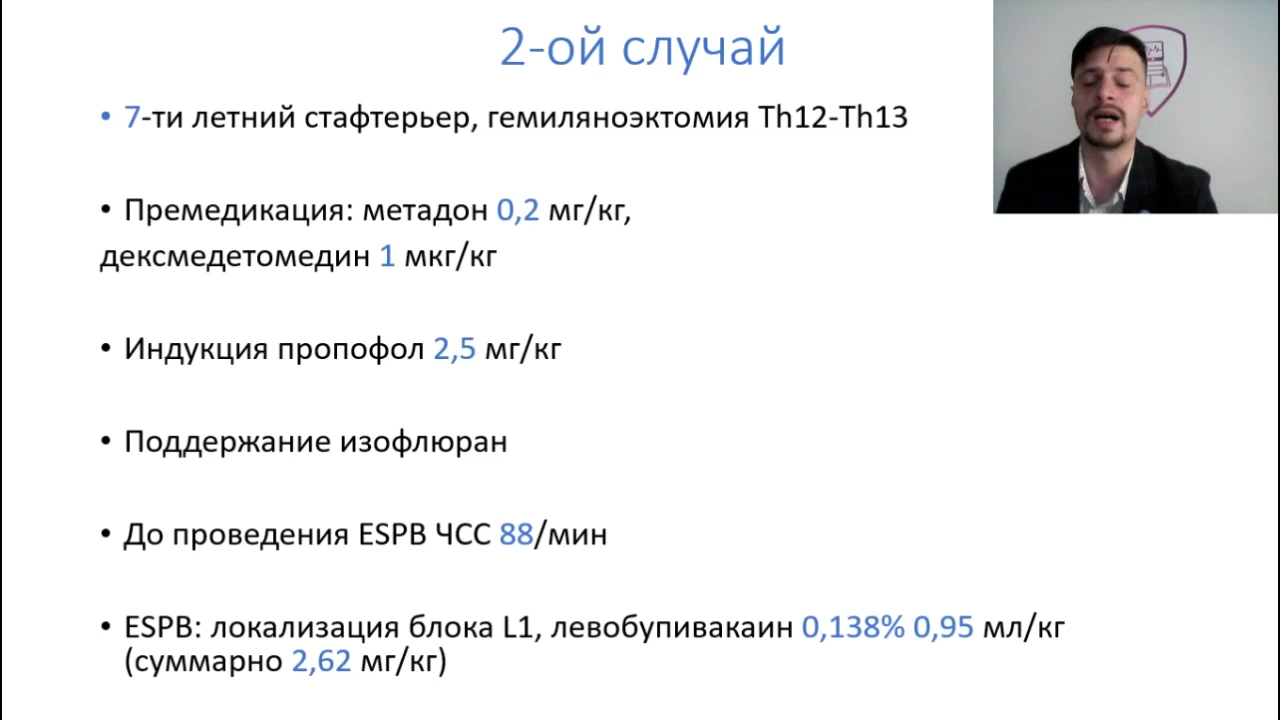 2-ой случай
• 7-ти летний стафтерьер, гемиляноэктомия Th12-Th13
• Премедикация: метадон 0,2 мг/кг,
дексмедетомедин 1 мкг/кг
• Индукция пропофол 2,5 мг/кг
• Поддержание изофлюран
• До проведения ESPB ЧСС 88/мин
• ESPB: локализация блока L1, левобупивакаин 0,138% 0,95 мл/кг
(суммарно 2,62 мг/кг)